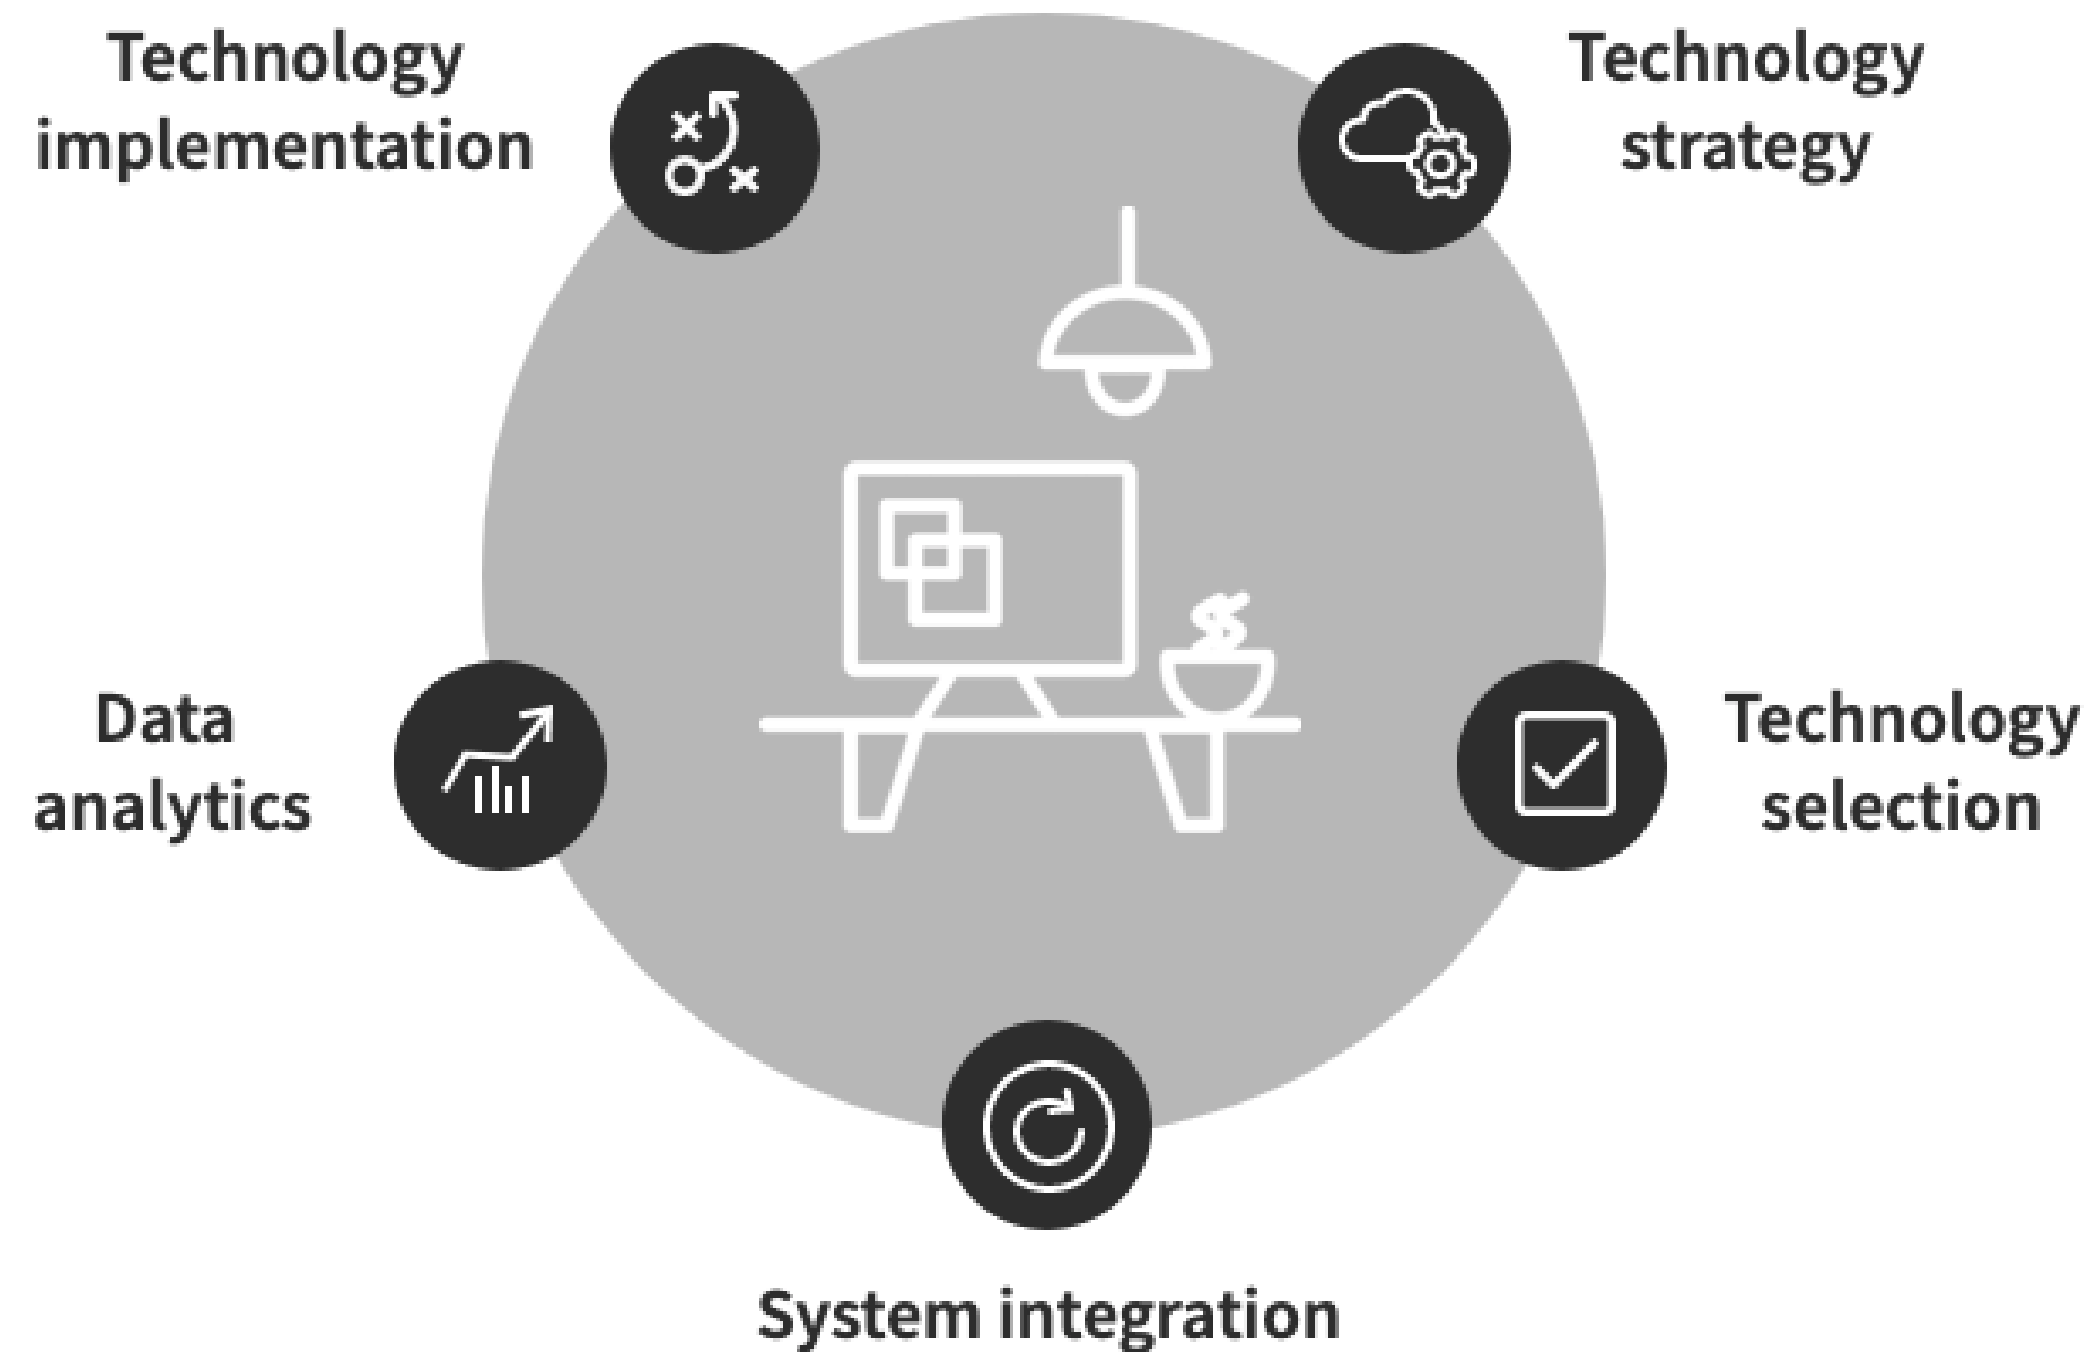 Technology
implementation
Technology
strategy
Data
analytics
Technology
selection
System integration